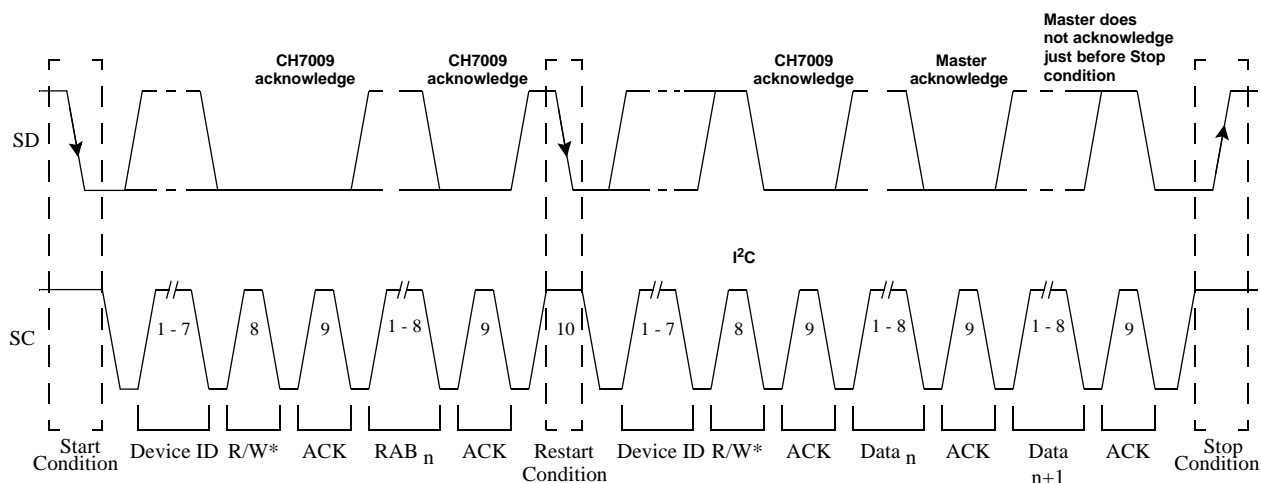 Master does
not acknowledge
just before Stop
condition
CH7009
acknowledge
CH7009
acknowledge
CH7009
acknowledge
Master
acknowledge
SD
I²C
SC
1 - 7
8
9
1 - 8
9
10
1 - 7
8
9
1 - 8
9
1 - 8
9
Start
Condition
Device ID
R/W*
ACK
RAB n
ACK
Restart
Condition
Device ID
R/W*
ACK
Data n
ACK
Data
n+1
ACK
Stop
Condition